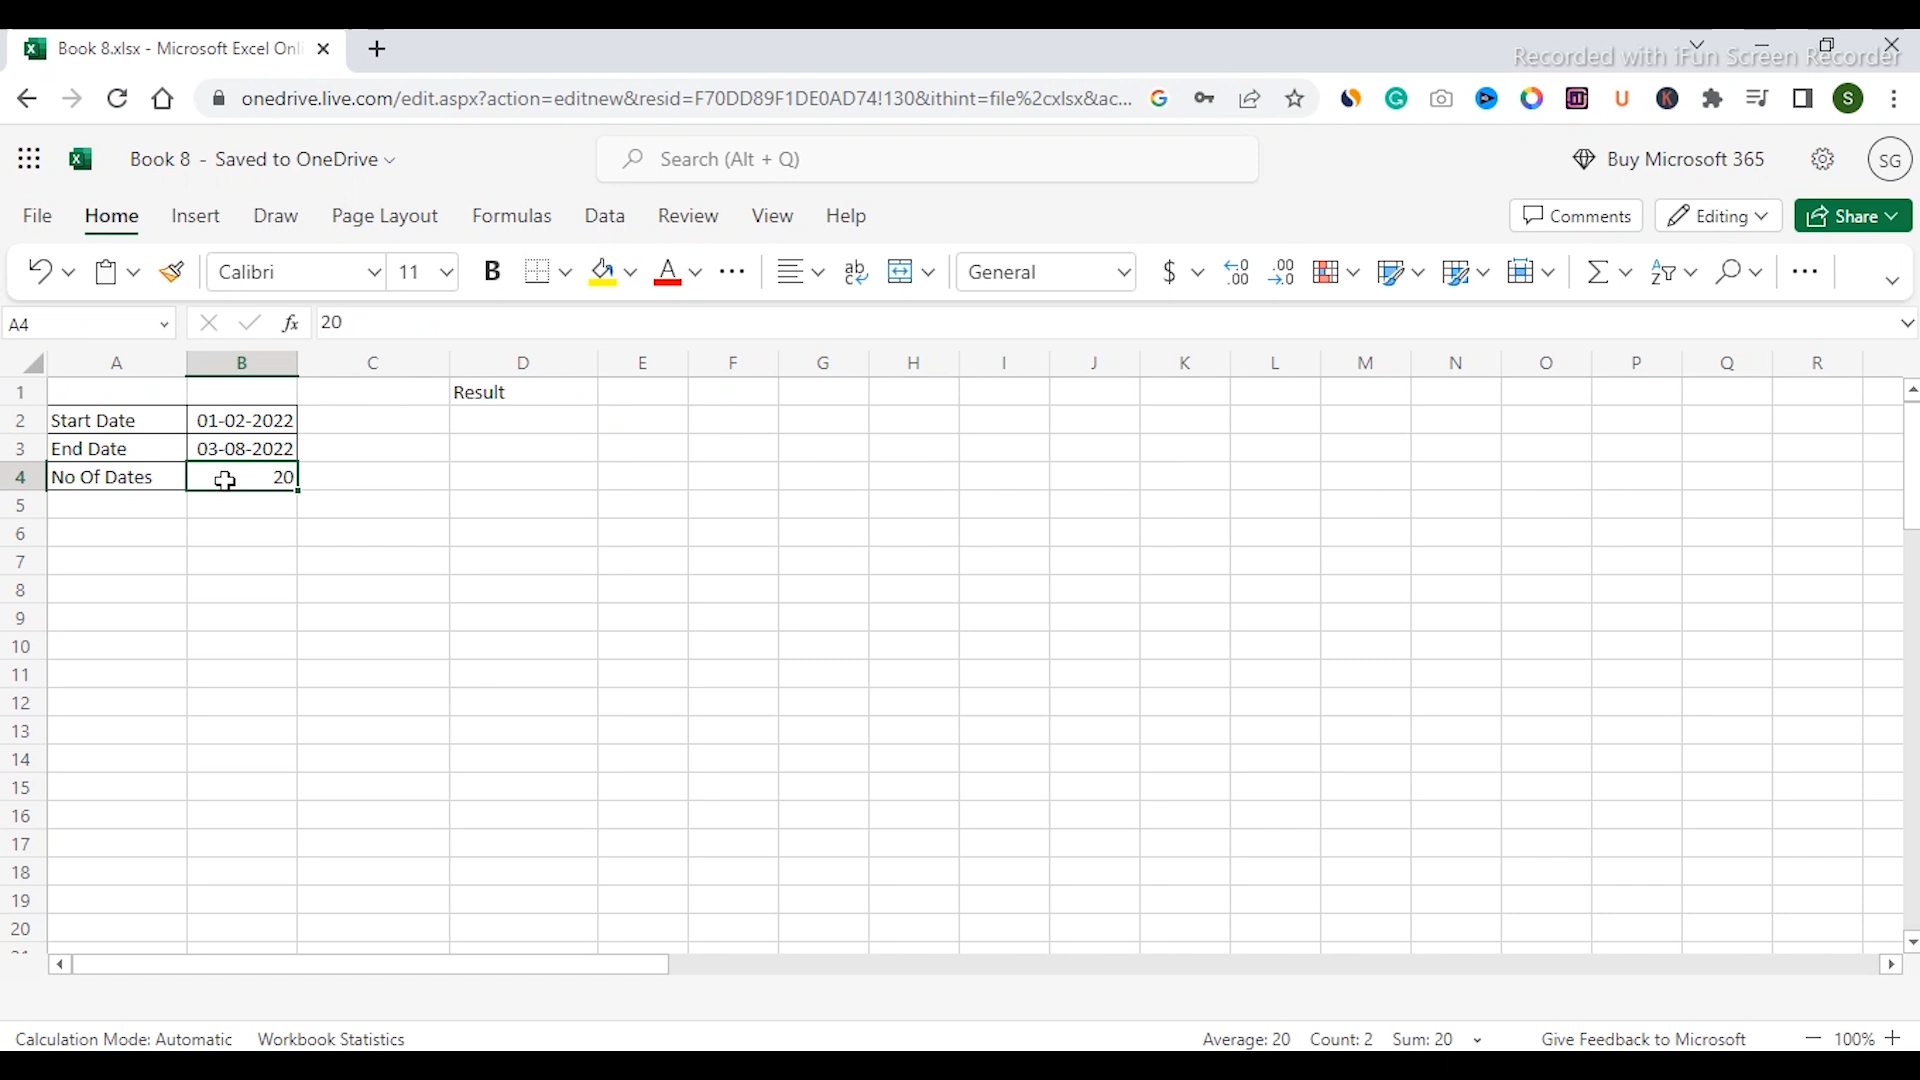 Book 8.xlsx - Microsoft Excel Onli
Recorded with iFun Screen Recorder
onedrive.live.com/edit.aspx?action=editnew&resid=F70DD89F1DE0AD74!130&ithint=file%2cxlsx&ac...
S
Book 8 - Saved to OneDrive
Search (Alt + Q)
Buy Microsoft 365
SG
File Home Insert Draw Page Layout Formulas Data Review View Help
Comments Editing Share
Calibri 11 B A ab c General $ .00 .00
A4 fx 20
A B C D E F G H I J K L M N O P Q R
1 Result
2 Start Date 01-02-2022
3 End Date 03-08-2022
4 No Of Dates 20
5
6
7
8
9
10
11
12
13
14
15
16
17
18
19
20
Calculation Mode: Automatic Workbook Statistics Average: 20 Count: 2 Sum: 20 Give Feedback to Microsoft 100%